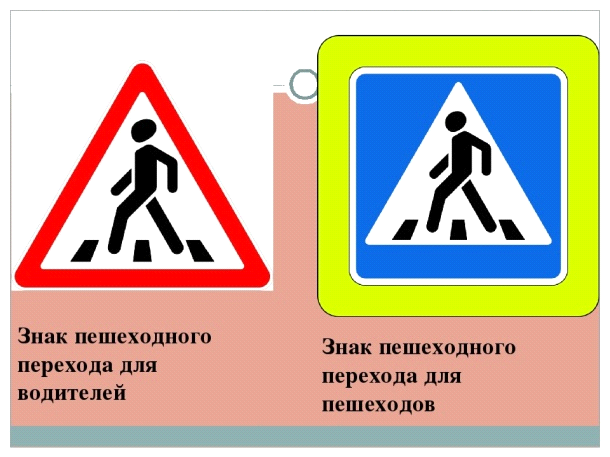 Знак пешеходного
перехода для
водителей
Знак пешеходного
перехода для
пешеходов